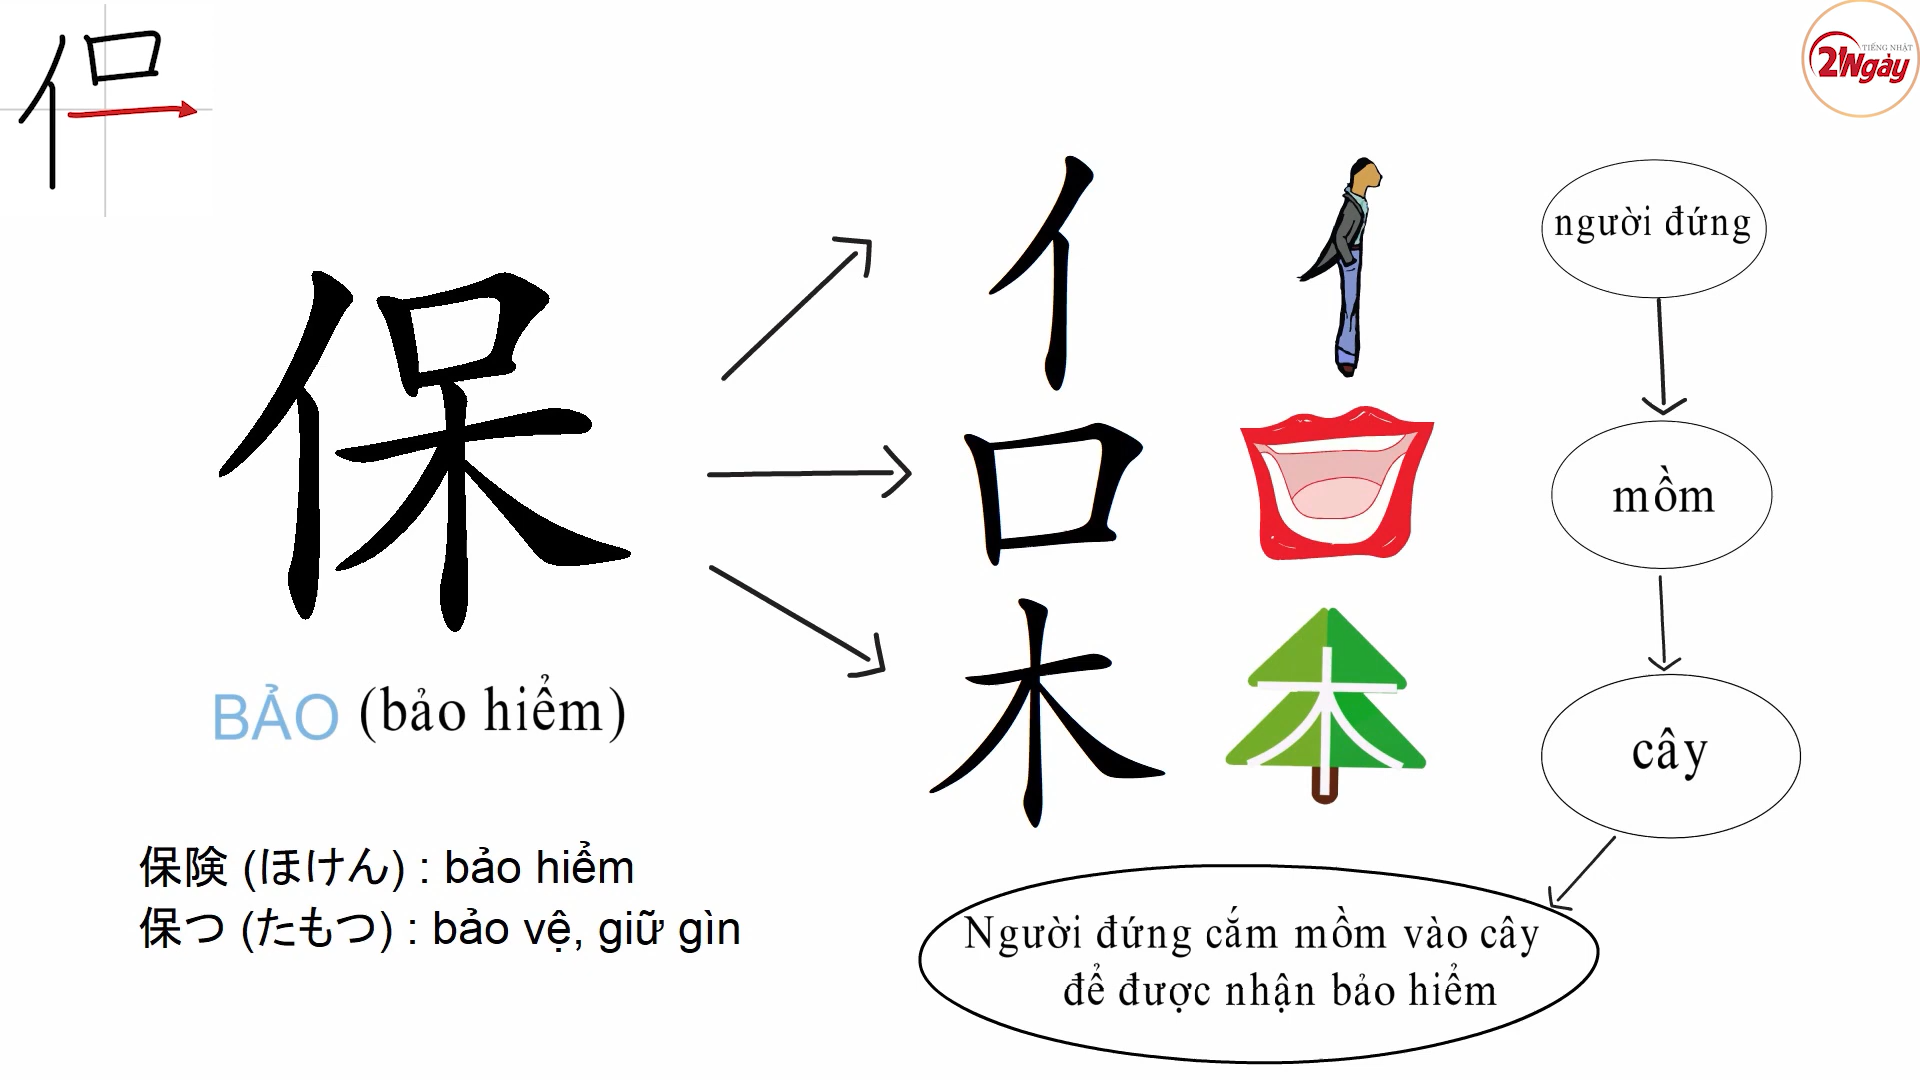 TIẾNG NHẬT
21Ngày
保
亻
口
木
người đứng
mồm
cây
BẢO (bảo hiểm)
保険 (ほけん) : bảo hiểm
保つ (たもつ) : bảo vệ, giữ gìn
Người đứng cắm mồm vào cây
để được nhận bảo hiểm